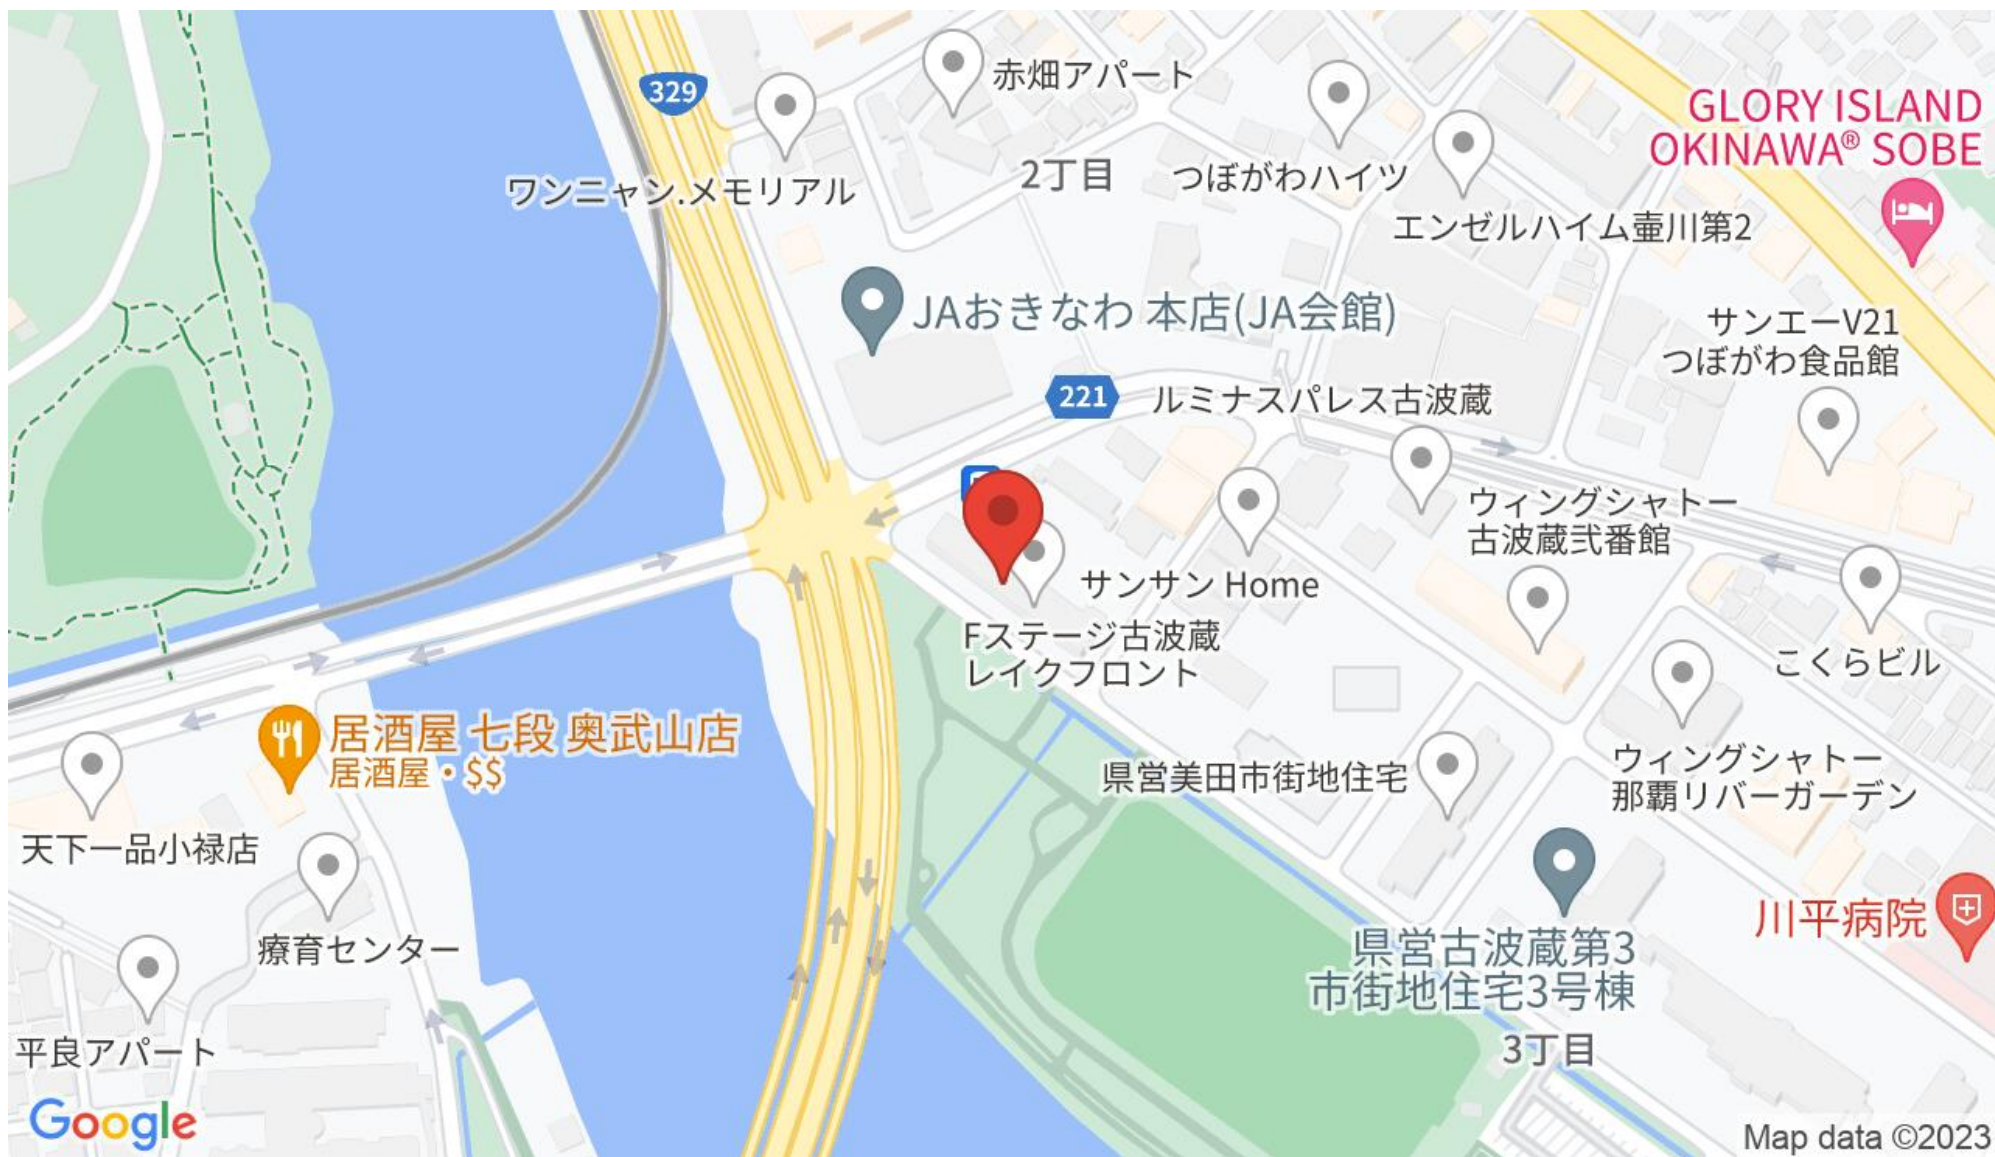 329
赤畑アパート
GLORY ISLAND
OKINAWA® SOBE
ワンニャン.メモリアル
2丁目
つぼがわハイツ
エンゼルハイム壷川第2
JAおきなわ 本店(JA会館)
サンエーV21
つぼがわ食品館
221
ルミナスパレス古波蔵
ウィングシャトー
古波蔵弐番館
サンサン Home
Fステージ古波蔵
レイクフロント
こくらビル
居酒屋 七段 奥武山店
居酒屋・$$
県営美田市街地住宅
ウィングシャトー
那覇リバーガーデン
天下一品小禄店
療育センター
川平病院
県営古波蔵第3
市街地住宅3号棟
平良アパート
3丁目
Google
Map data ©2023